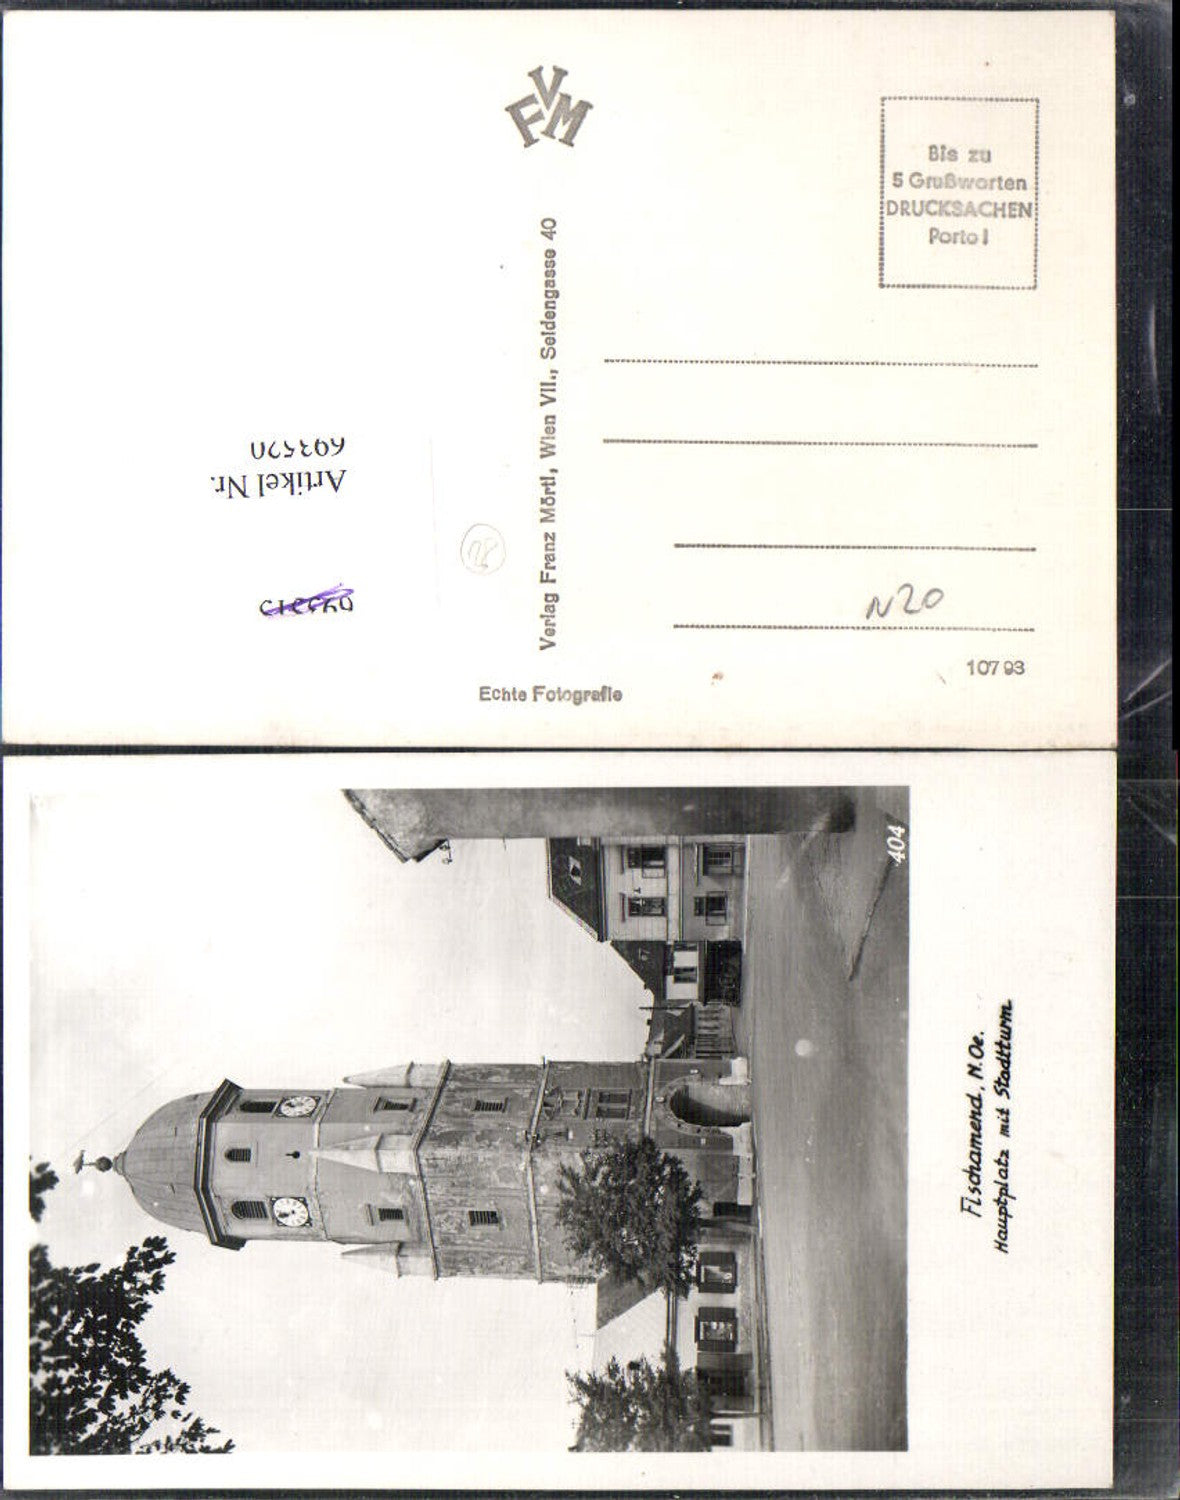 FVM
Bis zu
5 Grußworten
DRUCKSACHEN
Porto!
Verlag Franz Mörtl, Wien VII., Seidengasse 40
Artikel Nr.
N20
10793
Echte Fotografie
404
Fischamend, N.Oe.
Hauptplatz mit Stadtturm